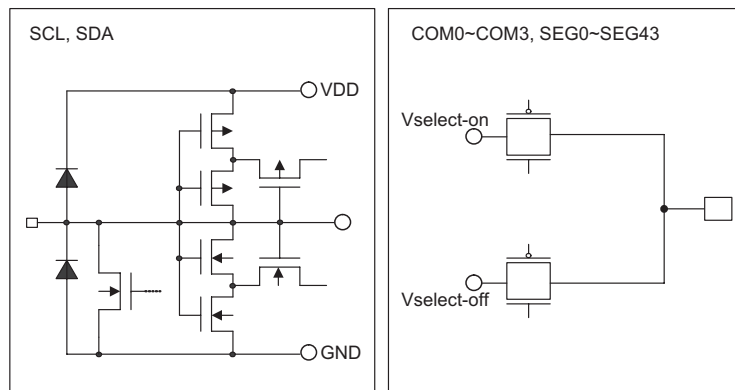 SCL, SDA
VDD
GND
COM0~COM3, SEG0~SEG43
Vselect-on
Vselect-off